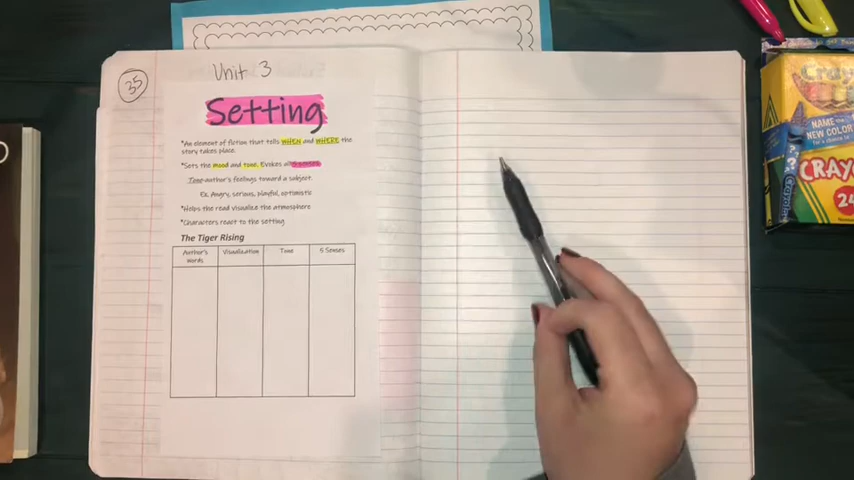 Unit 3
35
Setting
*An element of fiction that tells WHEN and WHERE the
story takes place.
*Sets the mood and tone. Evokes all 5 senses.
Tone-author's feelings toward a subject.
Ex. Angry, serious, playful, optimistic
*Helps the read visualize the atmosphere
*Characters react to the setting.
The Tiger Rising
Author's Words
Visualization
Tone
5 Senses
Crayola
NAME THE
NEW COLOR
CRAYO
24